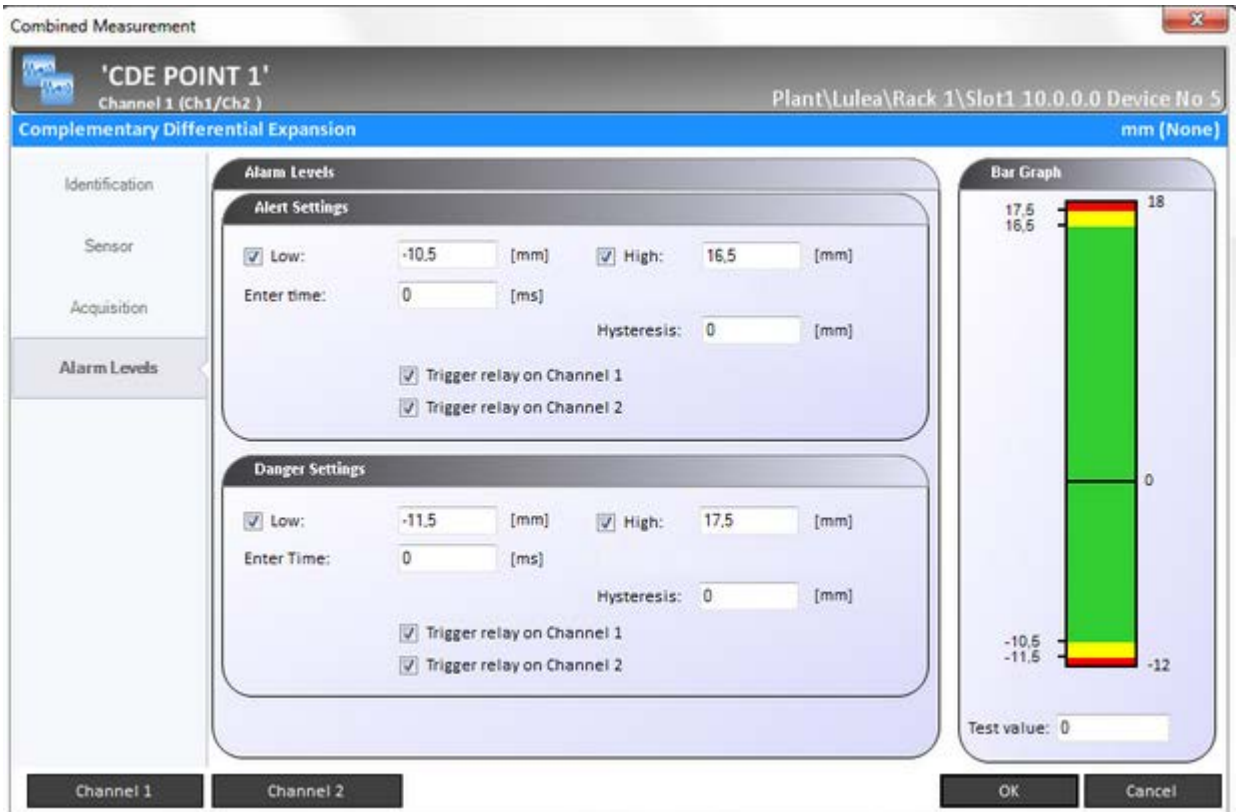 Combined Measurement
'CDE POINT 1'
Channel 1 (Ch1/Ch2 )
Plant\Lulea\Rack 1\Slot1 10.0.0.0 Device No 5
Complementary Differential Expansion mm (None)
Identification
Sensor
Acquisition
Alarm Levels
Alarm Levels
Alert Settings
Low: -10,5 [mm] High: 16,5 [mm]
Enter time: 0 [ms]
Hysteresis: 0 [mm]
Trigger relay on Channel 1
Trigger relay on Channel 2
Danger Settings
Low: -11,5 [mm] High: 17,5 [mm]
Enter Time: 0 [ms]
Hysteresis: 0 [mm]
Trigger relay on Channel 1
Trigger relay on Channel 2
Bar Graph
17,5 18
16,5
0
-10,5
-11,5 -12
Test value: 0
Channel 1 Channel 2 OK Cancel